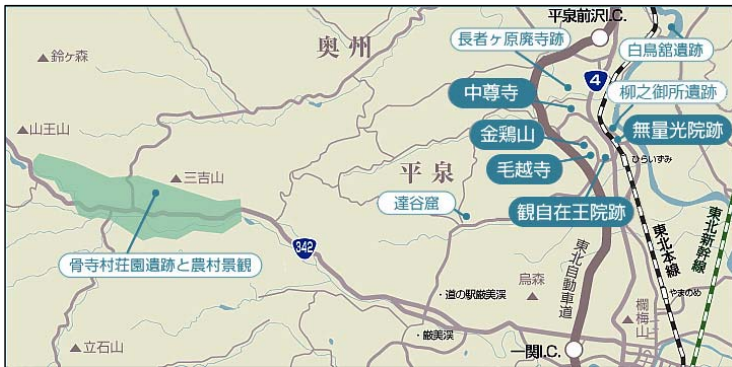 平泉前沢I.C.
長者ヶ原廃寺跡
白鳥舘遺跡
奥州
▲鈴ヶ森
4
中尊寺
柳之御所遺跡
金鶏山
無量光院跡
▲山王山
ひらいずみ
平泉
毛越寺
▲三吉山
達谷窟
観自在王院跡
342
東北自動車道
東北本線
東北新幹線
骨寺村荘園遺跡と農村景観
・道の駅厳美渓
烏森
やまのめ
・厳美渓
蘭梅山
▲立石山
一関I.C.